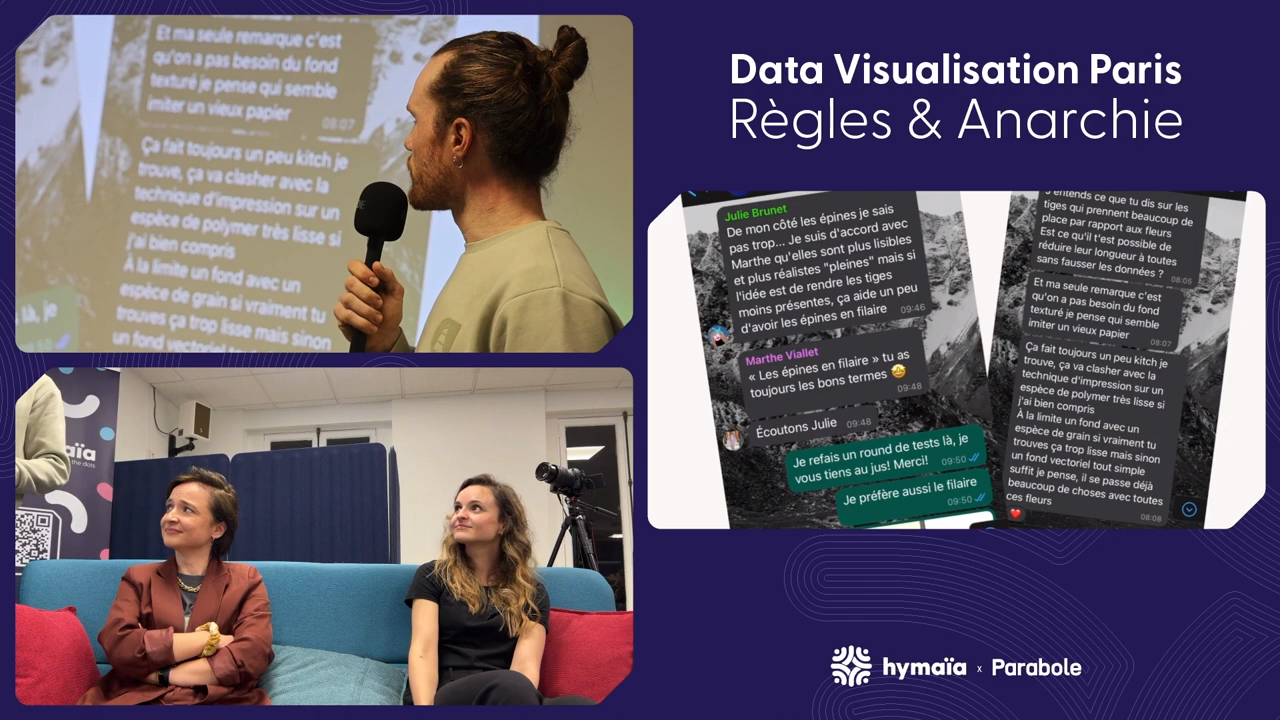 Et ma seule remarque c'est
qu'on a pas besoin du fond
texturé je pense qui semble
imiter un vieux papier
08:07
Ça fait toujours un peu kitch je
trouve, ça va clasher avec la
technique d'impression sur un
espèce de polymer très lisse si
j'ai bien compris
À la limite un fond avec un
espèce de grain si vraiment tu
trouves ça trop lisse mais sinon
un fond vectoriel tout
là, je
Data Visualisation Paris
Règles & Anarchie
Julie Brunet
De mon côté les épines je sais
pas trop... Je suis d'accord avec
Marthe qu'elles sont plus lisibles
et plus réalistes "pleines" mais si
l'idée est de rendre les tiges
moins présentes, ça aide un peu
d'avoir les épines en filaire
09:46
Marthe Viallet
« Les épines en filaire » tu as
toujours les bons termes 🤩
09:48
Écoutons Julie 09:48
Je refais un round de tests là, je
vous tiens au jus! Merci! 09:50
Je préfère aussi le filaire
09:50
J'entends ce que tu dis sur les
tiges qui prennent beaucoup de
place par rapport aux fleurs
Est ce qu'il t'est possible de
réduire leur longueur à toutes
sans fausser les données ? 08:05
Et ma seule remarque c'est
qu'on a pas besoin du fond
texturé je pense qui semble
imiter un vieux papier
08:07
Ça fait toujours un peu kitch je
trouve, ça va clasher avec la
technique d'impression sur un
espèce de polymer très lisse si
j'ai bien compris
À la limite un fond avec un
espèce de grain si vraiment tu
trouves ça trop lisse mais sinon
un fond vectoriel tout simple
suffit je pense, il se passe déjà
beaucoup de choses avec toutes
ces fleurs
❤️
08:08
aïa
the dots
hymaïa x Parabole